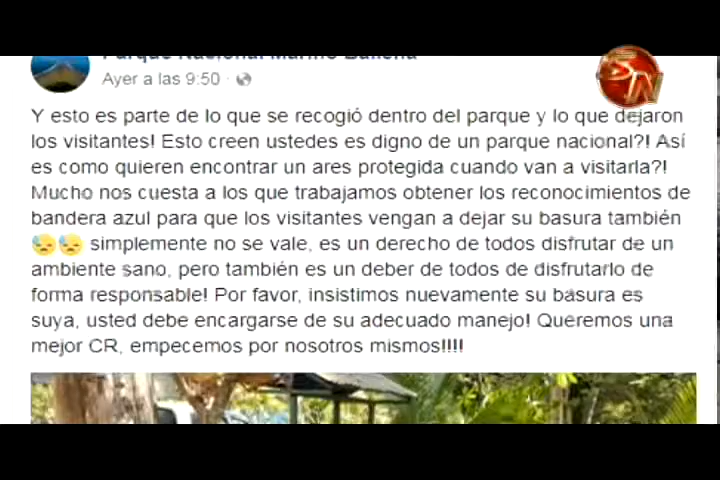 Parque Nacional Marino Ballena
Ayer a las 9:50 ·
SN
Y esto es parte de lo que se recogió dentro del parque y lo que dejaron
los visitantes! Esto creen ustedes es digno de un parque nacional?! Así
es como quieren encontrar un ares protegida cuando van a visitarla?!
Mucho nos cuesta a los que trabajamos obtener los reconocimientos de
bandera azul para que los visitantes vengan a dejar su basura también
😓😓 simplemente no se vale, es un derecho de todos disfrutar de un
ambiente sano, pero también es un deber de todos de disfrutarlo de
forma responsable! Por favor, insistimos nuevamente su basura es
suya, usted debe encargarse de su adecuado manejo! Queremos una
mejor CR, empecemos por nosotros mismos!!!!